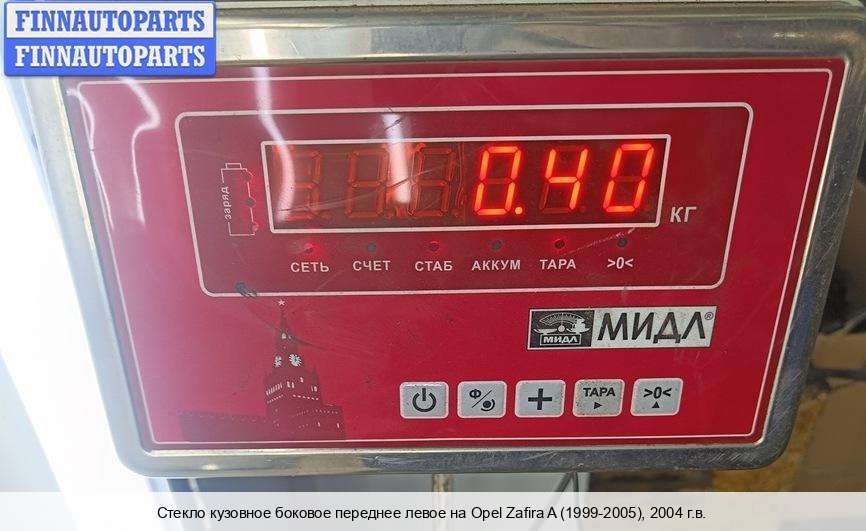 FINNAUTOPARTS
FINNAUTOPARTS
заряд
0.40
КГ
СЕТЬ СЧЕТ СТАБ АККУМ ТАРА >0<
МИДЛ МИДЛ®
Ф/ + ТАРА >0<
Стекло кузовное боковое переднее левое на Opel Zafira A (1999-2005), 2004 г.в.